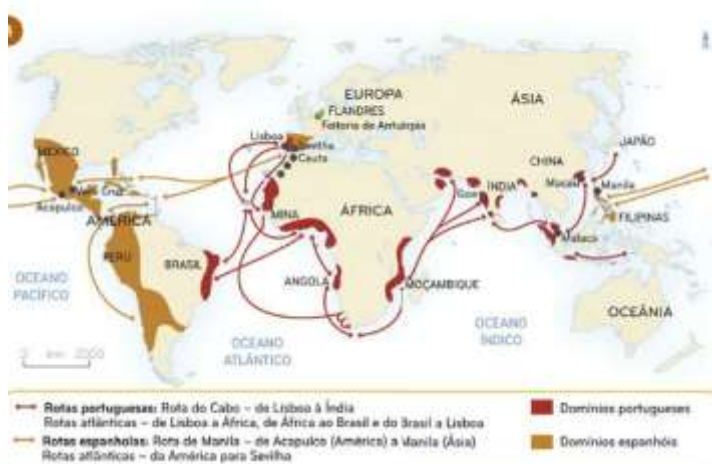 EUROPA
ÁSIA
FLANDRES
Feitoria de Antuérpia
Lisboa
Sevilha
Ceuta
JAPÃO
CHINA
MÉXICO
Vera Cruz
Acapulco
AMÉRICA
MINA
ÁFRICA
Goa
ÍNDIA
Macau
Manila
FILIPINAS
Malaca
PERU
BRASIL
ANGOLA
MOÇAMBIQUE
OCEANO
PACÍFICO
OCEANO
ATLÂNTICO
OCEANO
ÍNDICO
OCEÂNIA
0 km 2000
Rotas portuguesas: Rota do Cabo – de Lisboa à Índia
Rotas atlânticas – de Lisboa a África, de África ao Brasil e do Brasil a Lisboa
Rotas espanholas: Rota de Manila – de Acapulco (América) a Manila (Ásia)
Rotas atlânticas – da América para Sevilha
Domínios portugueses
Domínios espanhóis